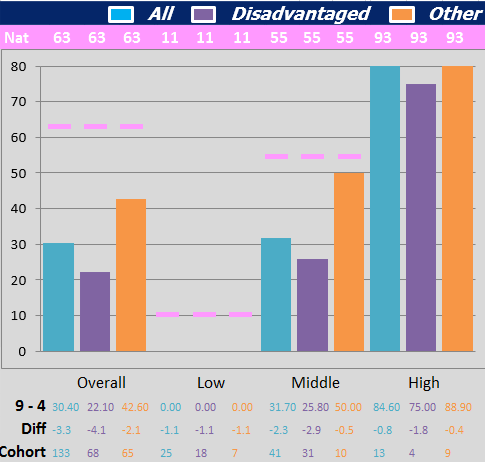 All Disadvantaged Other
Nat 63 63 63 11 11 11 55 55 55 93 93 93
80
70
60
50
40
30
20
10
0
Overall Low Middle High
9 - 4 30.40 22.10 42.60 0.00 0.00 0.00 31.70 25.80 50.00 84.60 75.00 88.90
Diff -3.3 -4.1 -2.1 -1.1 -1.1 -1.1 -2.3 -2.9 -0.5 -0.8 -1.8 -0.4
Cohort 133 68 65 25 18 7 41 31 10 13 4 9